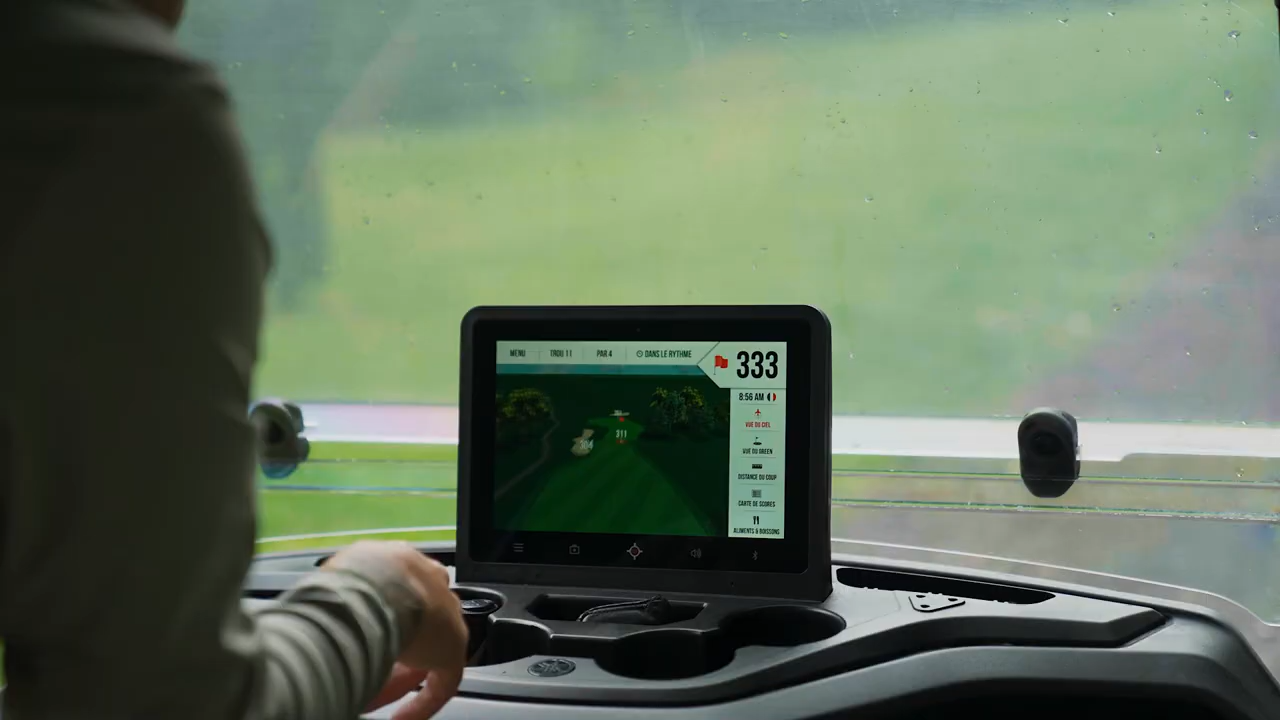 MENU TROU 11 PAR 4 DANS LE RYTHME
333
8:56 AM
VUE DU CIEL
311
VUE DU GREEN
DISTANCE DU COUP
CARTE DE SCORES
ALIMENTS & BOISSONS